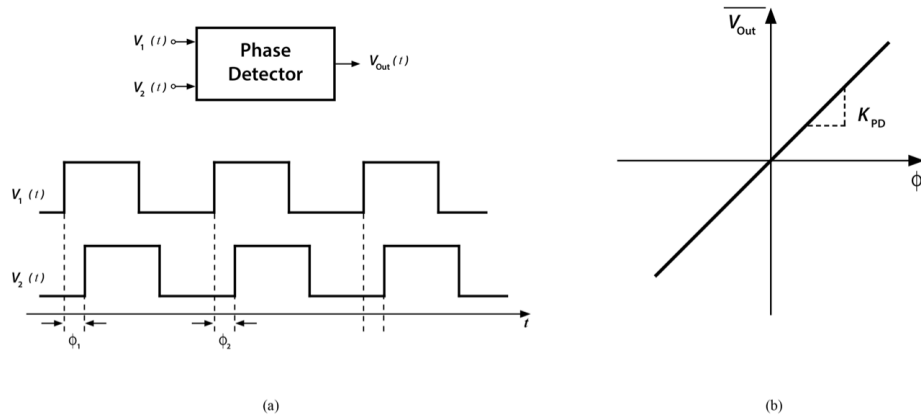 V1 (t)
V2 (t)
Phase
Detector
VOut (t)
V1 (t)
V2 (t)
t
ϕ1
ϕ2
(a)
VOut
KPD
ϕ
(b)